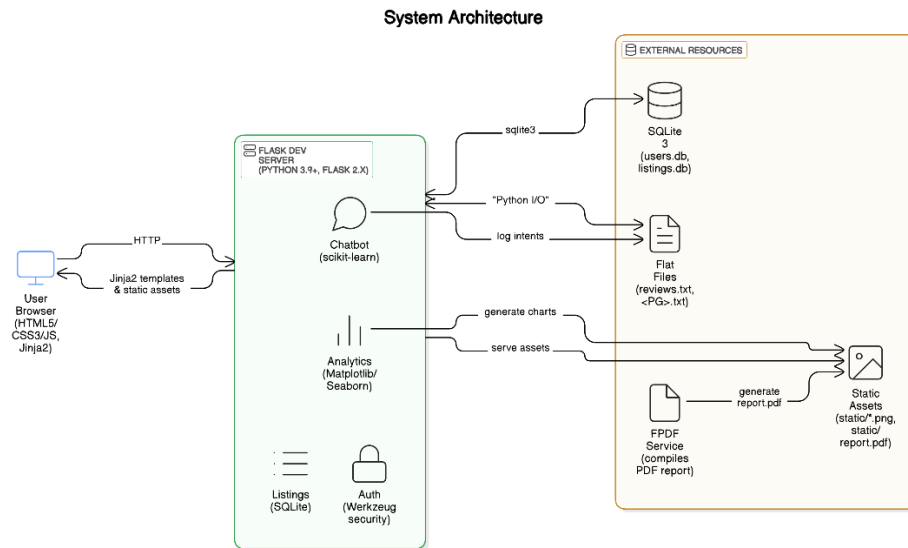 System Architecture
EXTERNAL RESOURCES
sqlite3
SQLite
3
(users.db,
listings.db)
FLASK DEV
SERVER
(PYTHON 3.9+, FLASK 2.X)
"Python I/O"
log intents
Chatbot
(scikit-learn)
Flat
Files
(reviews.txt,
<PG>.txt)
HTTP
Jinja2 templates
& static assets
User
Browser
(HTML5/
CSS3/JS,
Jinja2)
generate charts
serve assets
Analytics
(Matplotlib/
Seaborn)
generate
report.pdf
Static
Assets
(static/*.png,
static/
report.pdf)
FPDF
Service
(compiles
PDF report)
Listings
(SQLite)
Auth
(Werkzeug
security)